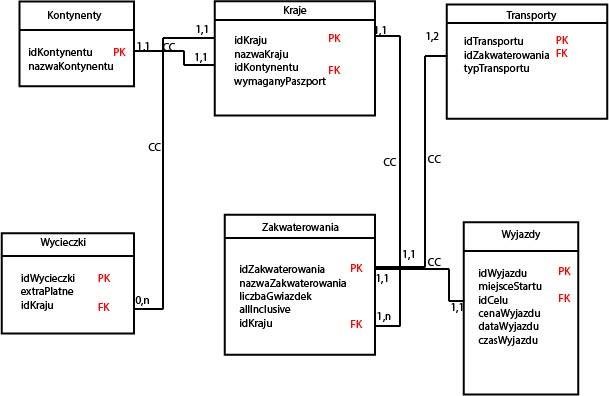 Kontynenty
idKontynentu PK
nazwaKontynentu
Kraje
idKraju PK
nazwaKraju
idKontynentu FK
wymaganyPaszport
Transporty
idTransportu PK
idZakwaterowania FK
typTransportu
1,1
1,1
CC
1,1
1,1
1,2
CC
CC
CC
Wycieczki
idWycieczki PK
extraPlatne
idKraju FK
0,n
Zakwaterowania
idZakwaterowania PK
nazwaZakwaterowania
liczbaGwiazdek
allInclusive
idKraju FK
1,1
1,1
CC
1,n
1,1
Wyjazdy
idWyjazdu PK
miejsceStartu
idCelu FK
cenaWyjazdu
dataWyjazdu
czasWyjazdu